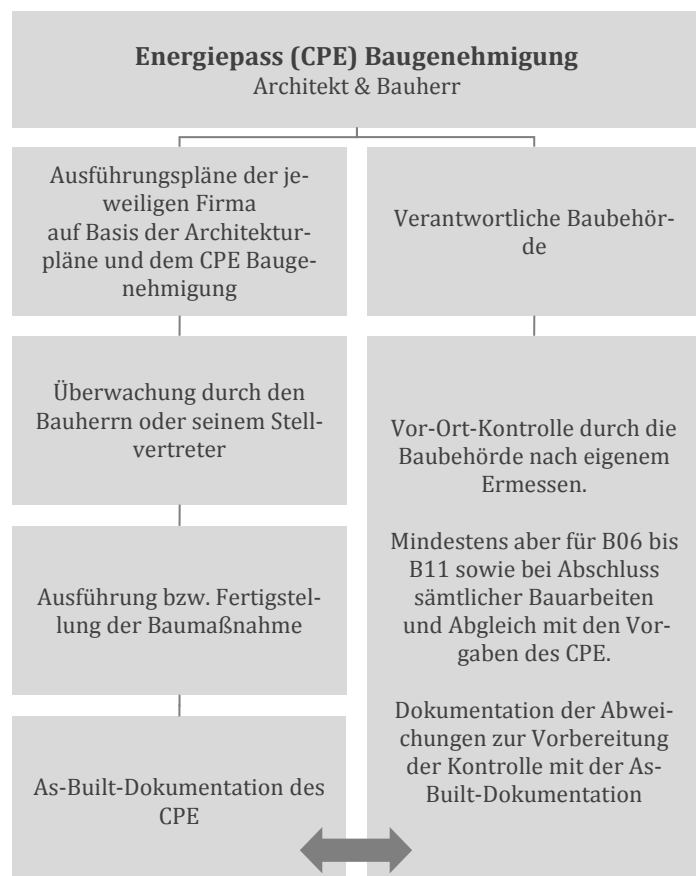 Energiepass (CPE) Baugenehmigung
Architekt & Bauherr
Ausführungspläne der je-
weiligen Firma
auf Basis der Architektur-
pläne und dem CPE Bauge-
nehmigung
Überwachung durch den
Bauherrn oder seinem Stell-
vertreter
Ausführung bzw. Fertigstel-
lung der Baumaßnahme
As-Built-Dokumentation des
CPE
Verantwortliche Baubehör-
de
Vor-Ort-Kontrolle durch die
Baubehörde nach eigenem
Ermessen.
Mindestens aber für B06 bis
B11 sowie bei Abschluss
sämtlicher Bauarbeiten
und Abgleich mit den Vor-
gaben des CPE.
Dokumentation der Abwei-
chungen zur Vorbereitung
der Kontrolle mit der As-
Built-Dokumentation